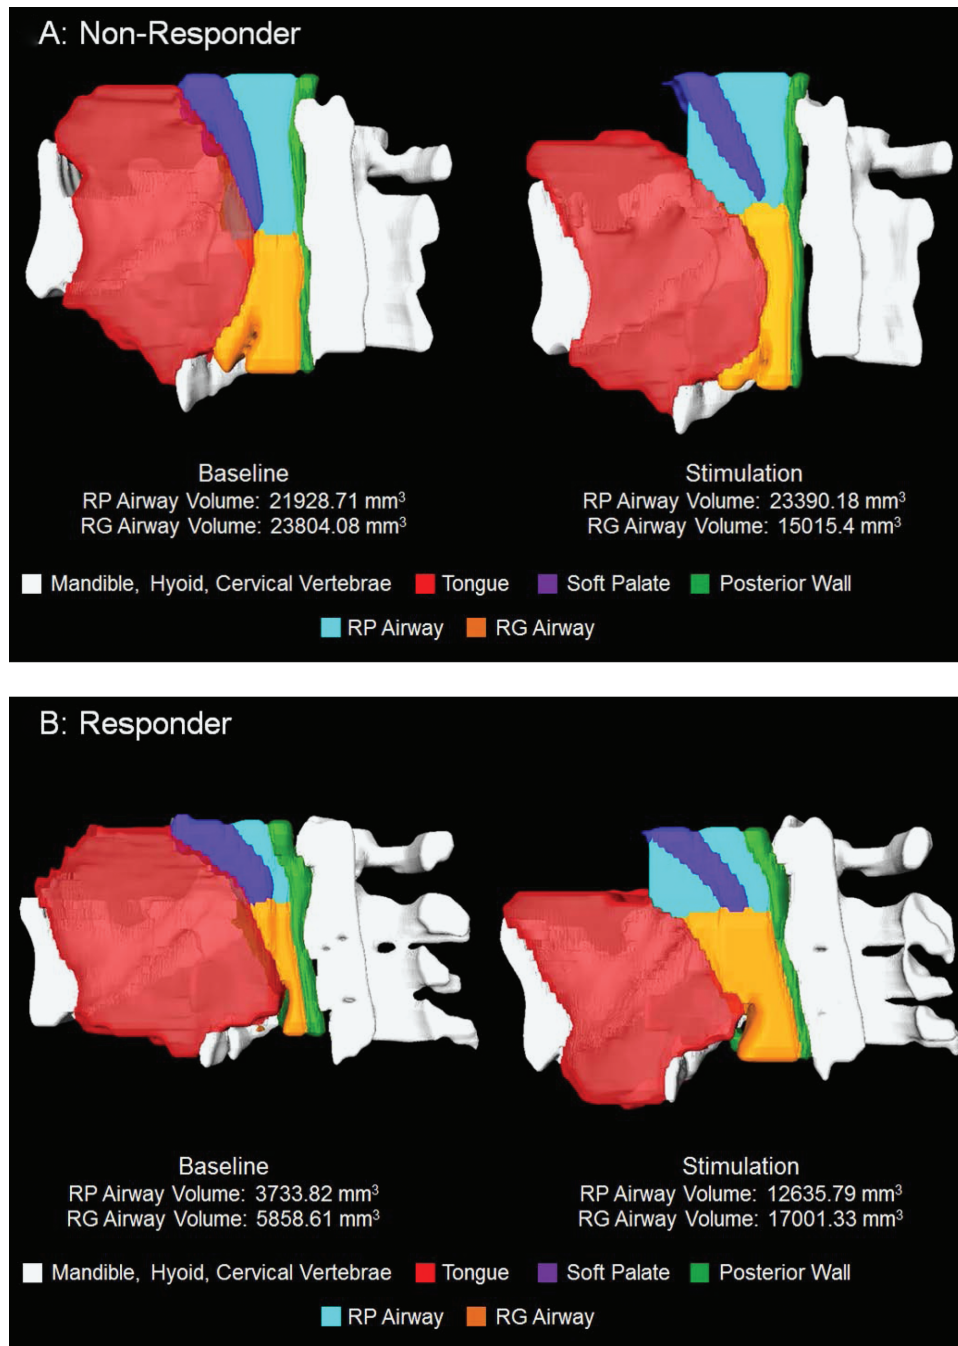 A: Non-Responder
Baseline
RP Airway Volume: 21928.71 mm³
RG Airway Volume: 23804.08 mm³
Stimulation
RP Airway Volume: 23390.18 mm³
RG Airway Volume: 15015.4 mm³
Mandible, Hyoid, Cervical Vertebrae Tongue Soft Palate Posterior Wall
RP Airway RG Airway
B: Responder
Baseline
RP Airway Volume: 3733.82 mm³
RG Airway Volume: 5858.61 mm³
Stimulation
RP Airway Volume: 12635.79 mm³
RG Airway Volume: 17001.33 mm³
Mandible, Hyoid, Cervical Vertebrae Tongue Soft Palate Posterior Wall
RP Airway RG Airway